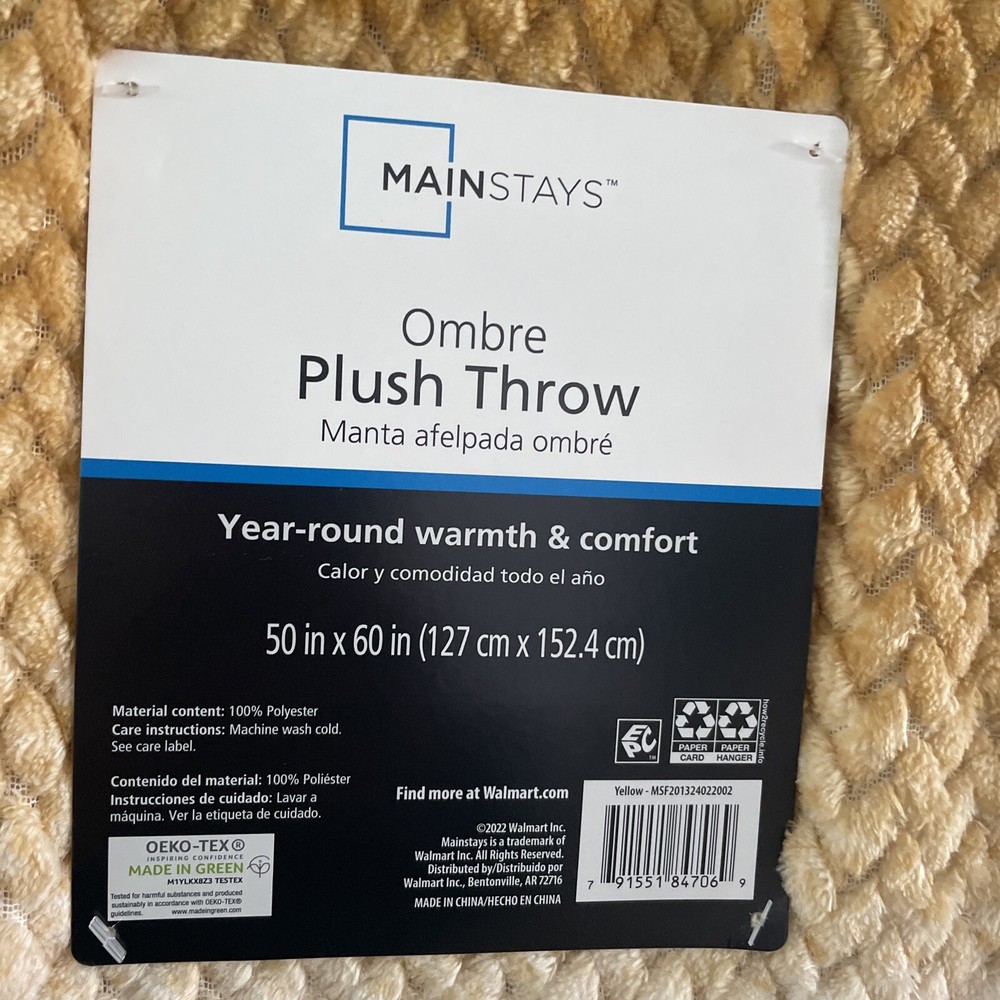 MAINSTAYS™
Ombre
Plush Throw
Manta afelpada ombré
Year-round warmth & comfort
Calor y comodidad todo el año
50 in x 60 in (127 cm x 152.4 cm)
Material content: 100% Polyester
Care instructions: Machine wash cold.
See care label.
Contenido del material: 100% Poliéster
Instrucciones de cuidado: Lavar a
máquina. Ver la etiqueta de cuidado.
OEKO-TEX®
INSPIRING CONFIDENCE
MADE IN GREEN
M1YLKX8Z3 TESTEX
Tested for harmful substances and produced
sustainably in accordance with OEKO-TEX®
guidelines. www.madeingreen.com
Find more at Walmart.com
©2022 Walmart Inc.
Mainstays is a trademark of
Walmart Inc. All Rights Reserved.
Distributed by/Distribuido por
Walmart Inc., Bentonville, AR 72716
MADE IN CHINA/HECHO EN CHINA
EPC™
PAPER PAPER
CARD HANGER
how2recycle.info
Yellow - MSF201324022002
7 91551 84706 9